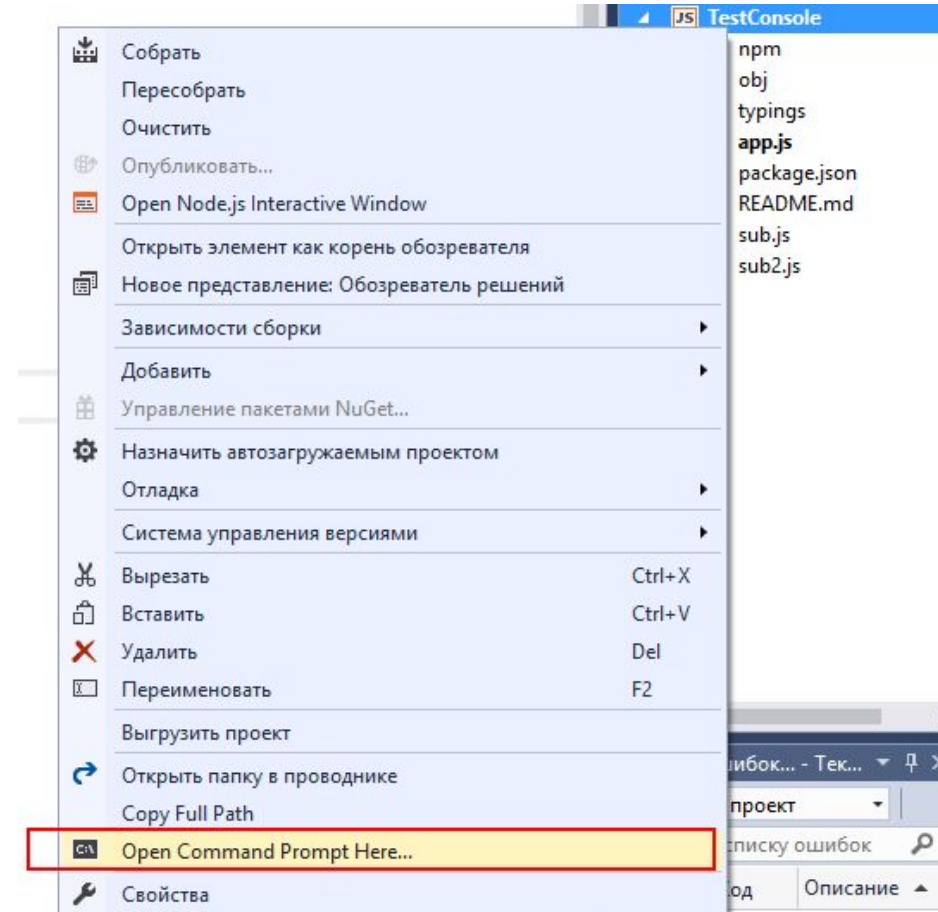 JS TestConsole
npm
obj
typings
app.js
package.json
README.md
sub.js
sub2.js
Собрать
Пересобрать
Очистить
Опубликовать...
Open Node.js Interactive Window
Открыть элемент как корень обозревателя
Новое представление: Обозреватель решений
Зависимости сборки
Добавить
Управление пакетами NuGet...
Назначить автозагружаемым проектом
Отладка
Система управления версиями
Вырезать Ctrl+X
Вставить Ctrl+V
Удалить Del
Переименовать F2
Выгрузить проект
Открыть папку в проводнике
Copy Full Path
C:\ Open Command Prompt Here...
Свойства
- Тек...
проект
ошибок
Описание